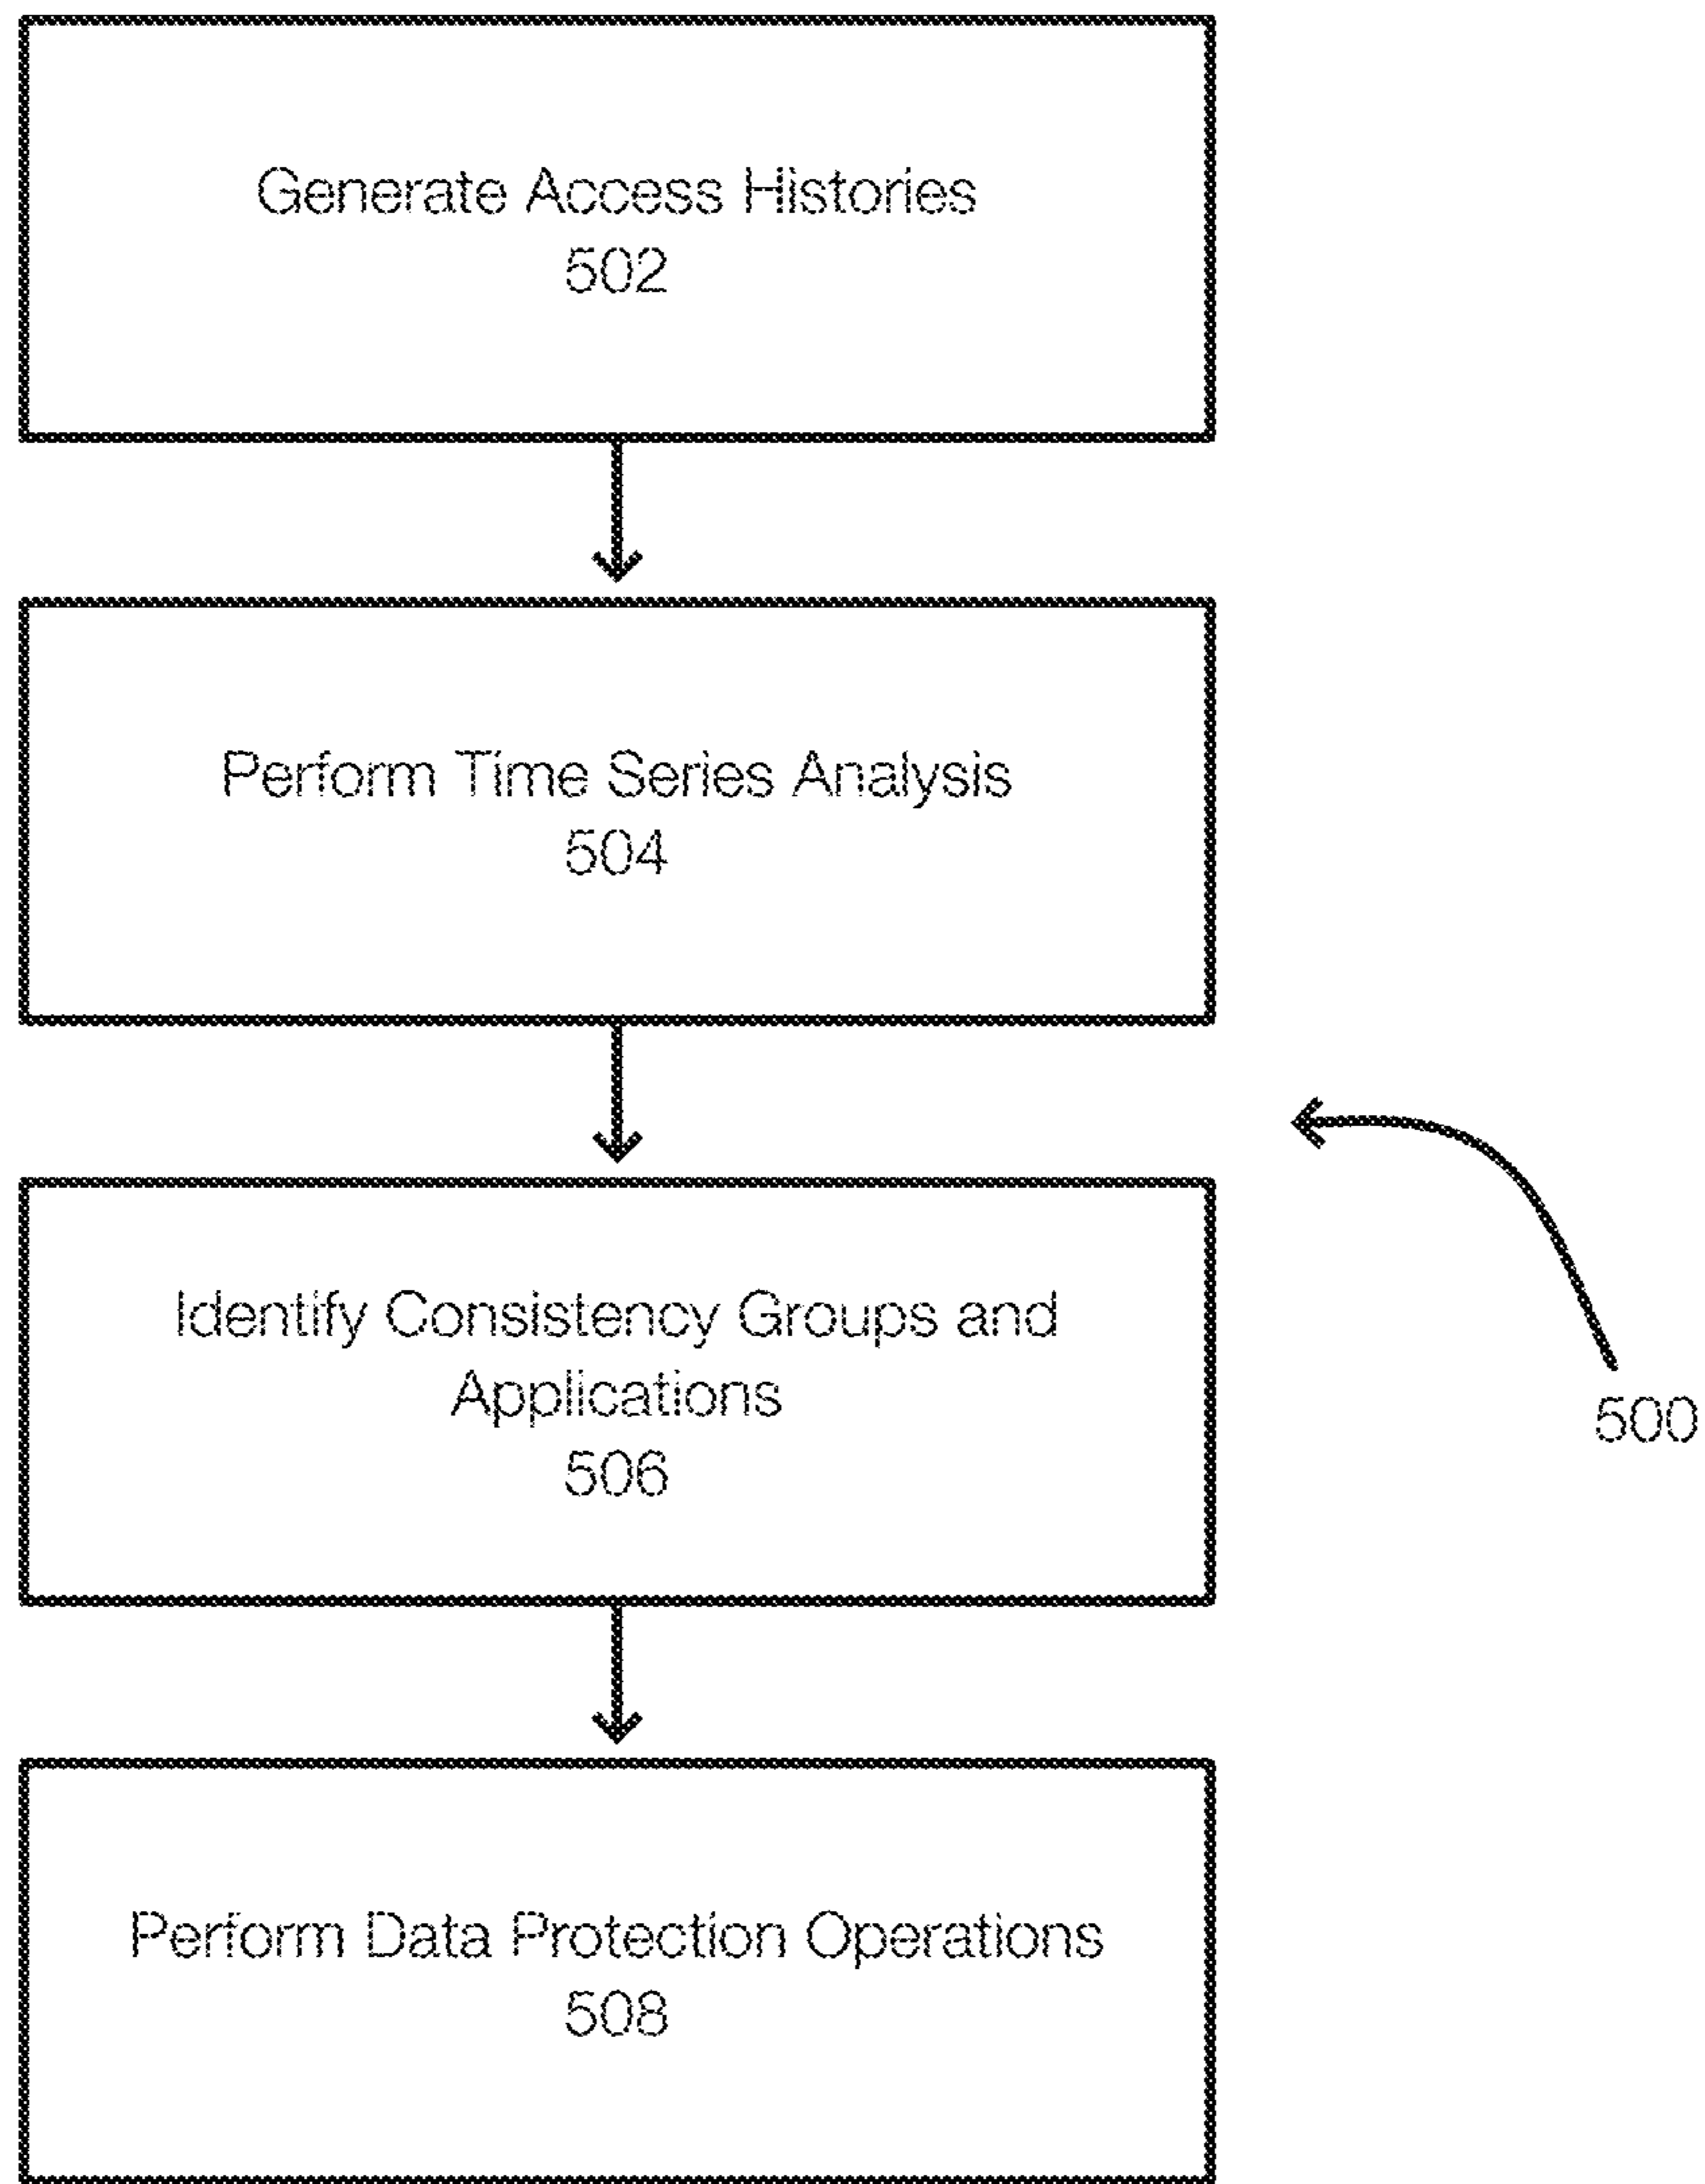 Generate Access Histories
502
Perform Time Series Analysis
504
Identify Consistency Groups and
Applications
506
500
Perform Data Protection Operations
508